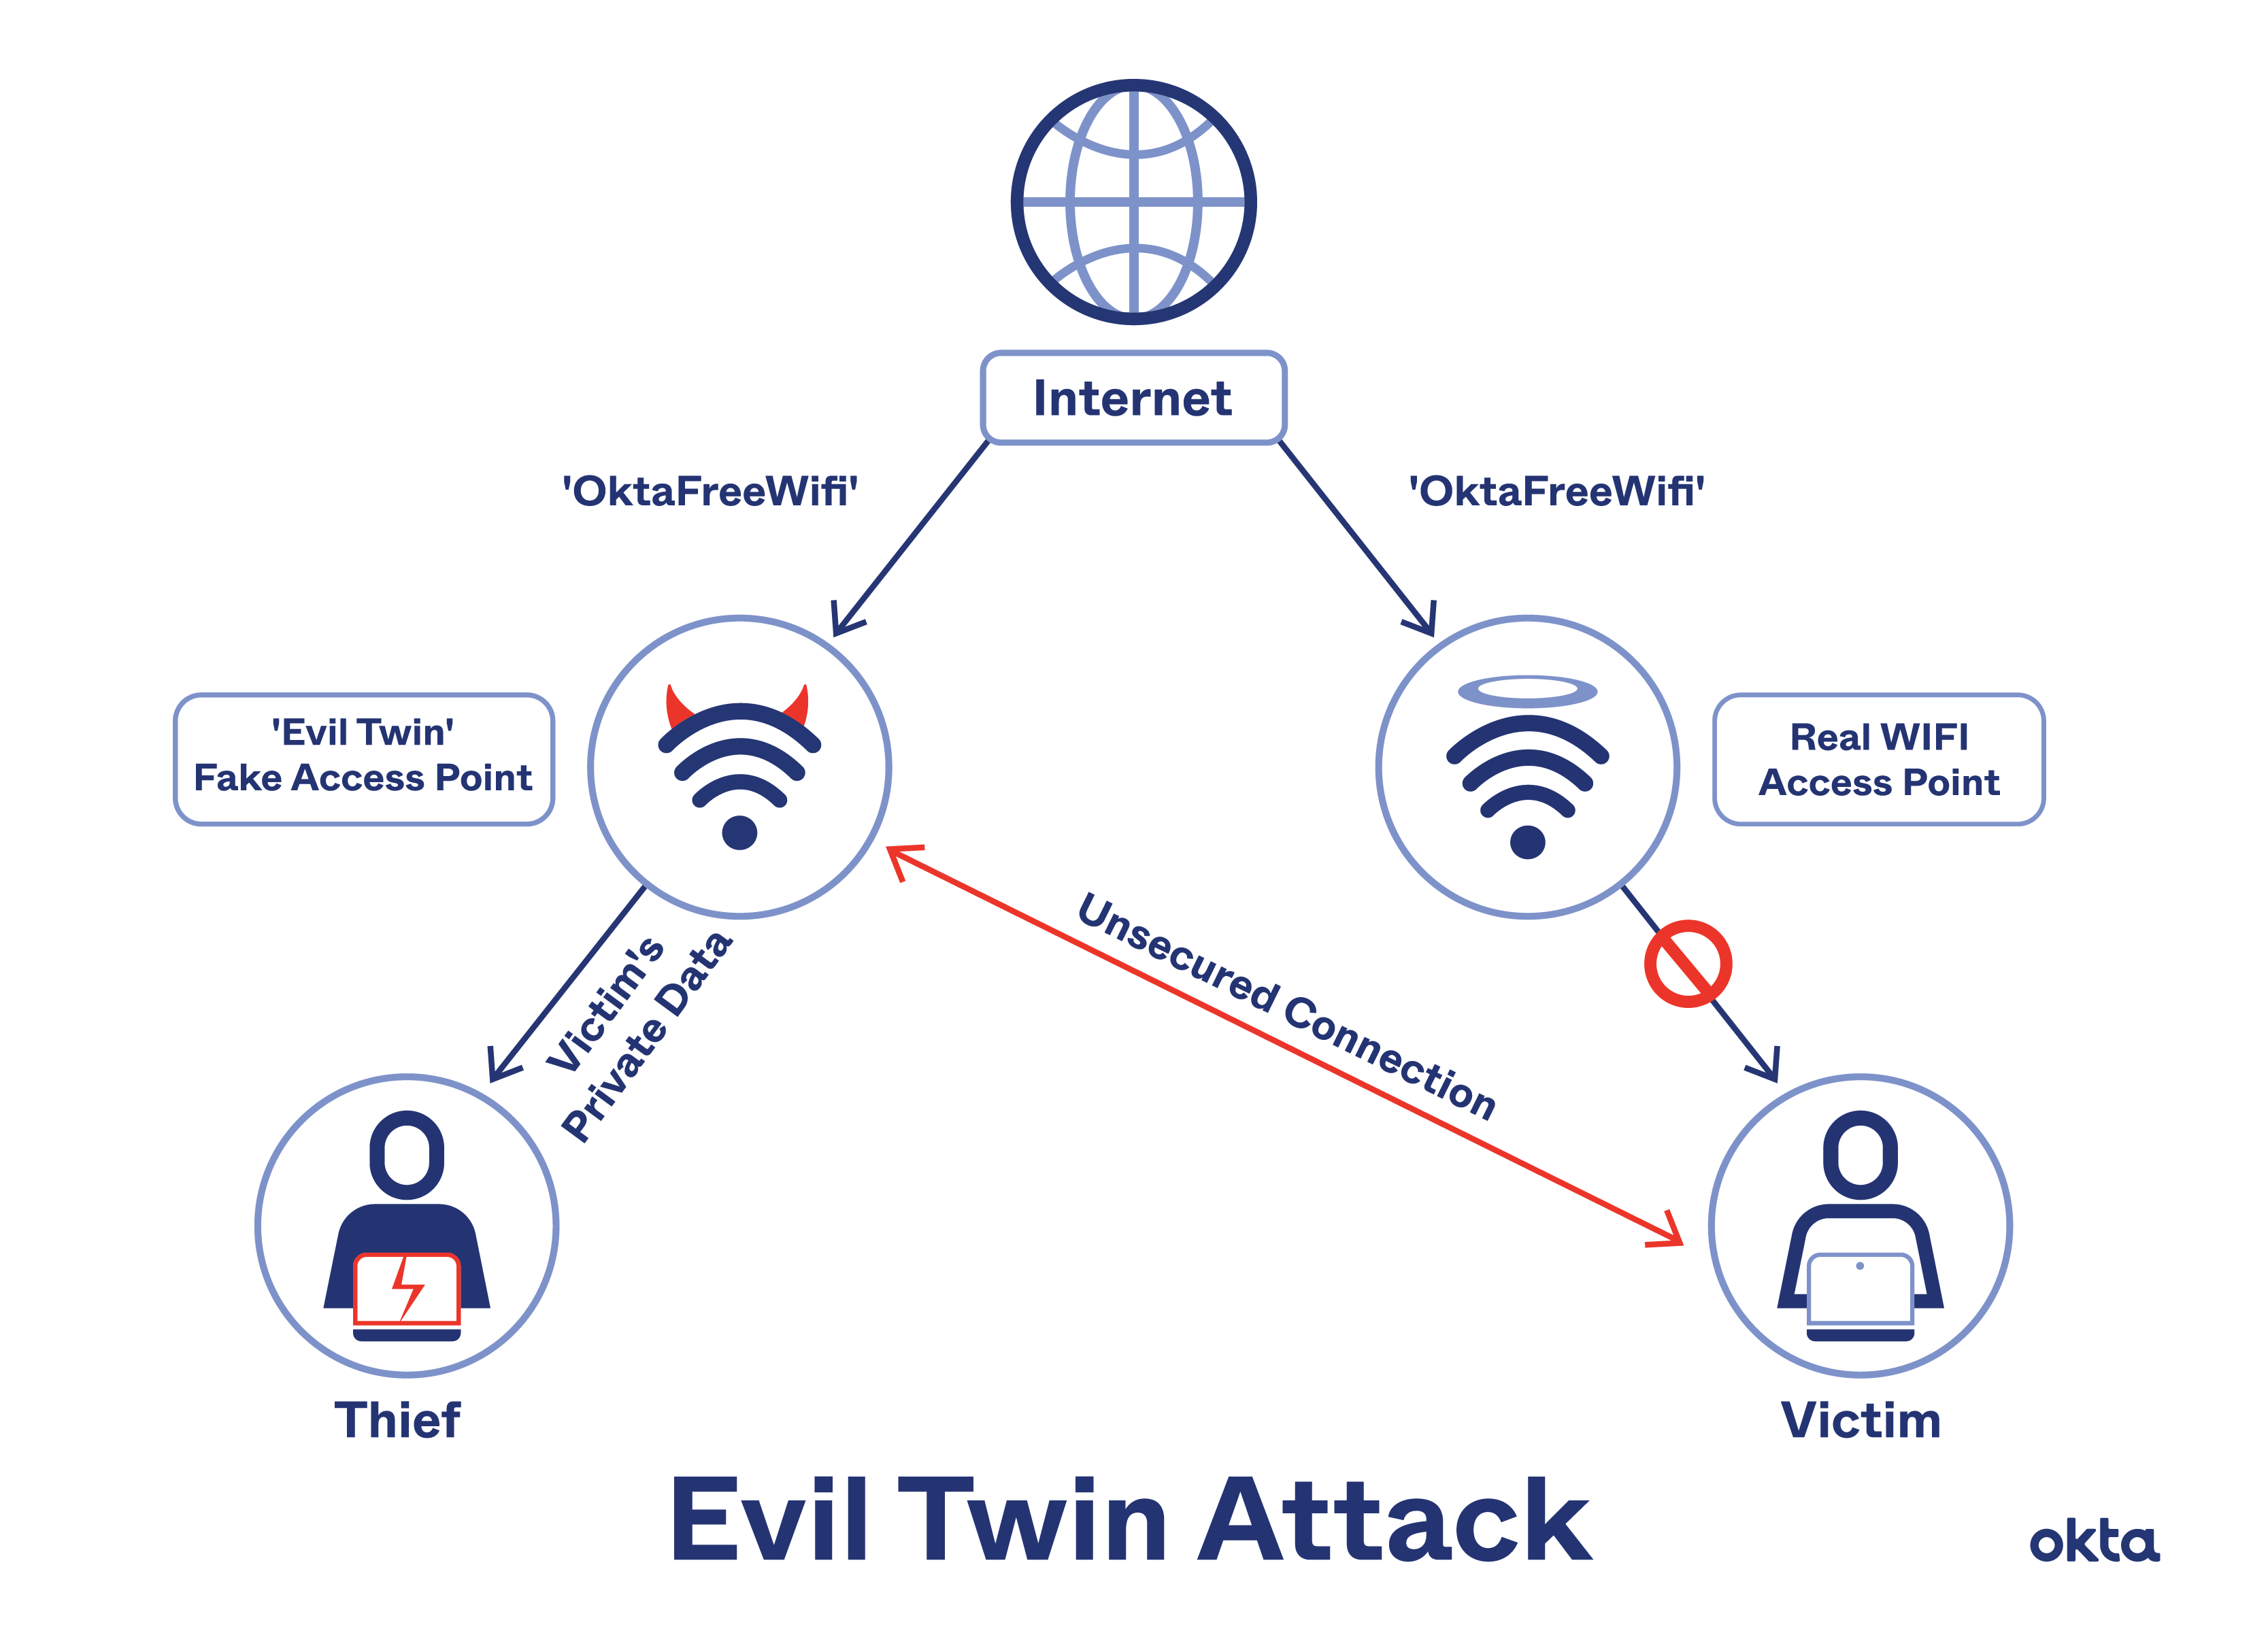 Internet
'OktaFreeWifi'
'OktaFreeWifi'
'Evil Twin'
Fake Access Point
Real WIFI
Access Point
Victim's
Private Data
Unsecured Connection
Thief
Victim
Evil Twin Attack
okta